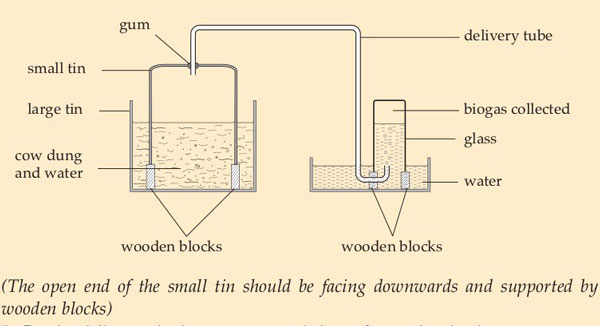 gum
delivery tube
small tin
large tin
biogas collected
glass
cow dung
and water
water
wooden blocks
wooden blocks
(The open end of the small tin should be facing downwards and supported by
wooden blocks)